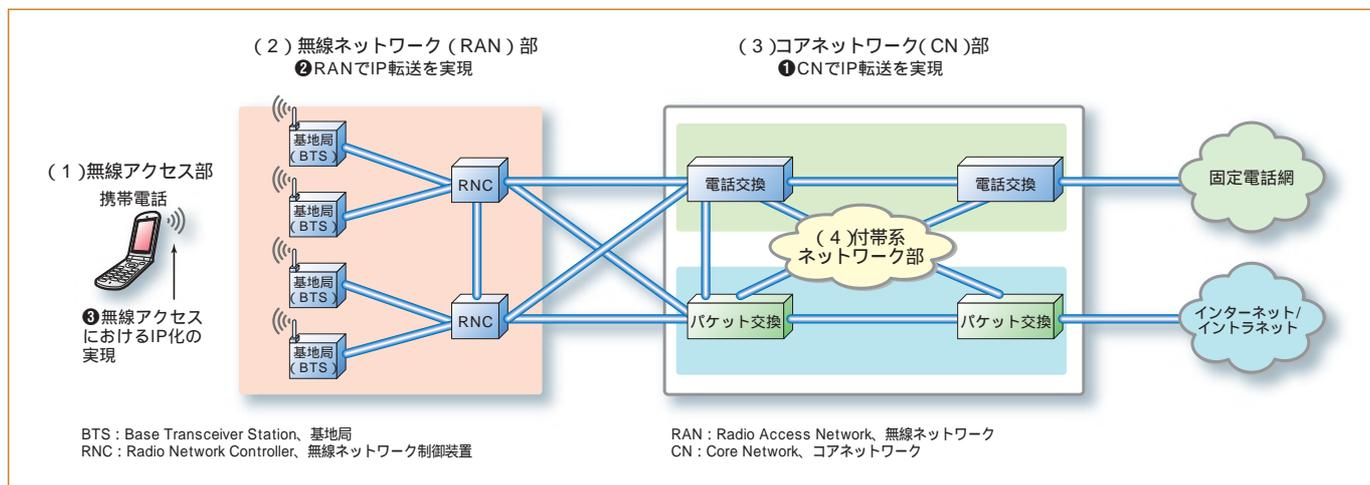 (2)無線ネットワーク(RAN)部
❷RANでIP転送を実現
(3)コアネットワーク(CN)部
❶CNでIP転送を実現
(1)無線アクセス部
携帯電話
❸無線アクセス
におけるIP化の
実現
基地局
(BTS)
基地局
(BTS)
基地局
(BTS)
基地局
(BTS)
RNC
RNC
電話交換
電話交換
(4)付帯系
ネットワーク部
パケット交換
パケット交換
固定電話網
インターネット/
イントラネット
BTS:Base Transceiver Station、基地局
RNC:Radio Network Controller、無線ネットワーク制御装置
RAN:Radio Access Network、無線ネットワーク
CN:Core Network、コアネットワーク